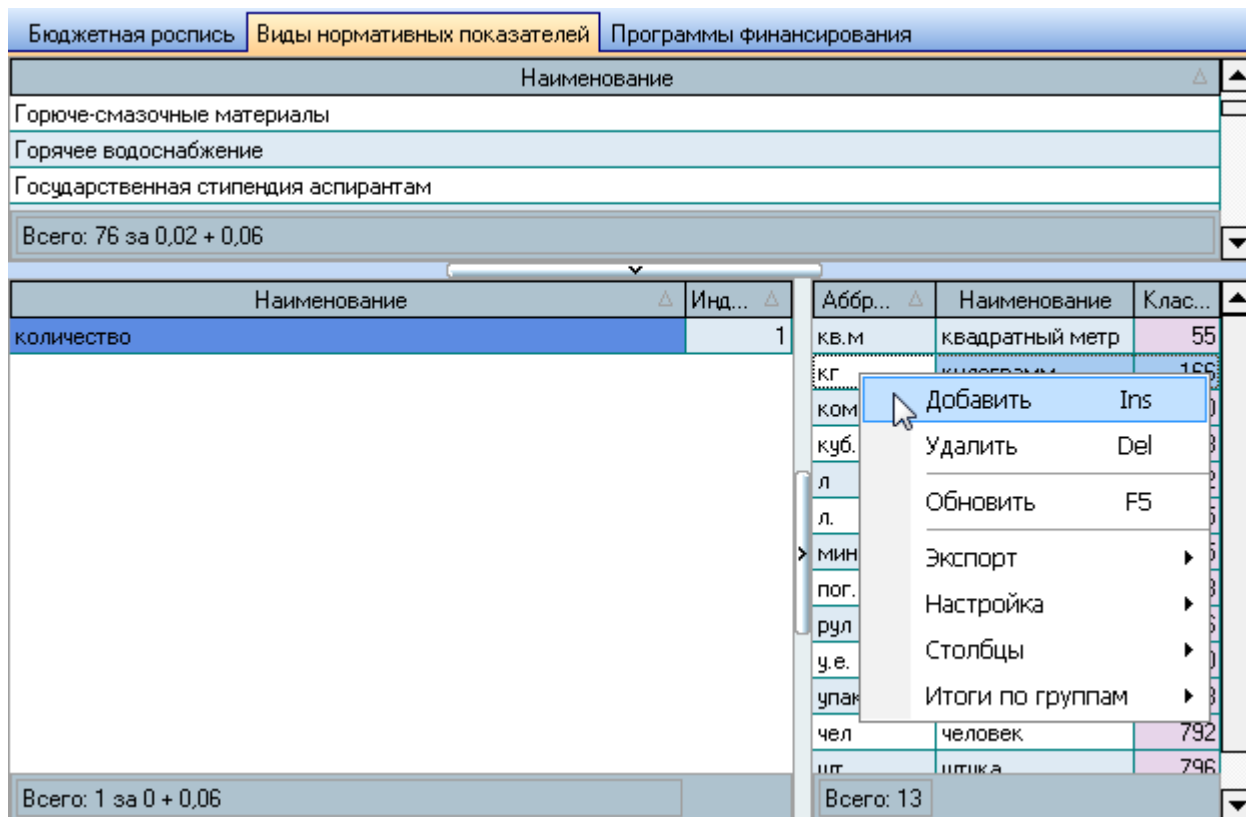 Бюджетная роспись Виды нормативных показателей Программы финансирования
Наименование
Горюче-смазочные материалы
Горячее водоснабжение
Государственная стипендия аспирантам
Всего: 76 за 0,02 + 0,06
Наименование Инд... Аббр... Наименование Клас...
количество 1 кв.м квадратный метр 55
кг килограмм 166
Добавить Ins
ком
Удалить Del
куб.
л
Обновить F5
л.
мин
Экспорт
пог.
Настройка
рул
Столбцы
у.е.
упак
Итоги по группам
чел человек 792
шт штука 796
Всего: 1 за 0 + 0,06 Всего: 13